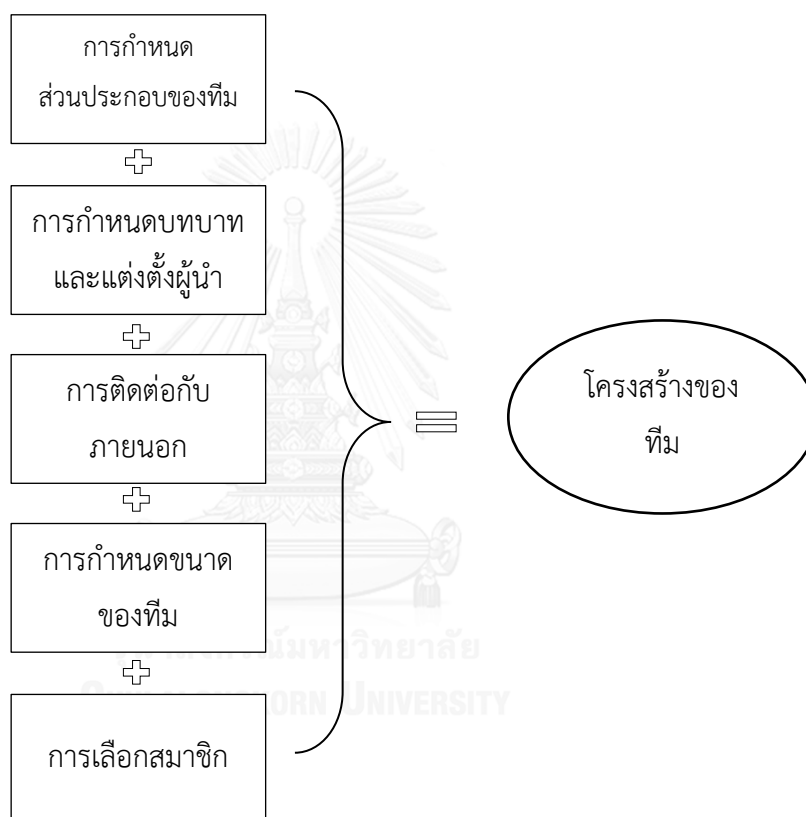 การกำหนด
ส่วนประกอบของทีม
การกำหนดบทบาท
และแต่งตั้งผู้นำ
การติดต่อกับ
ภายนอก
การกำหนดขนาด
ของทีม
การเลือกสมาชิก
โครงสร้างของ
ทีม
UNIVERSITY